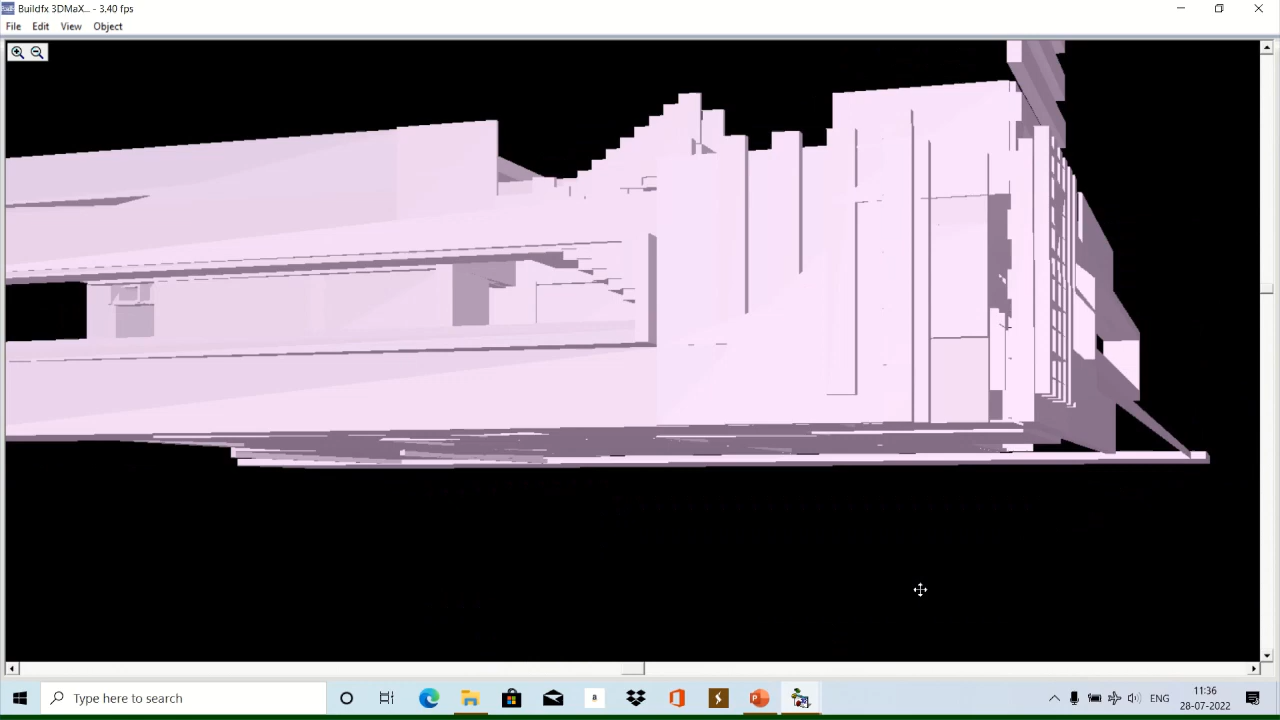 Buildfx 3DMaX... - 3.40 fps
File Edit View Object
Type here to search
a
ENG
11:36
28-07-2022